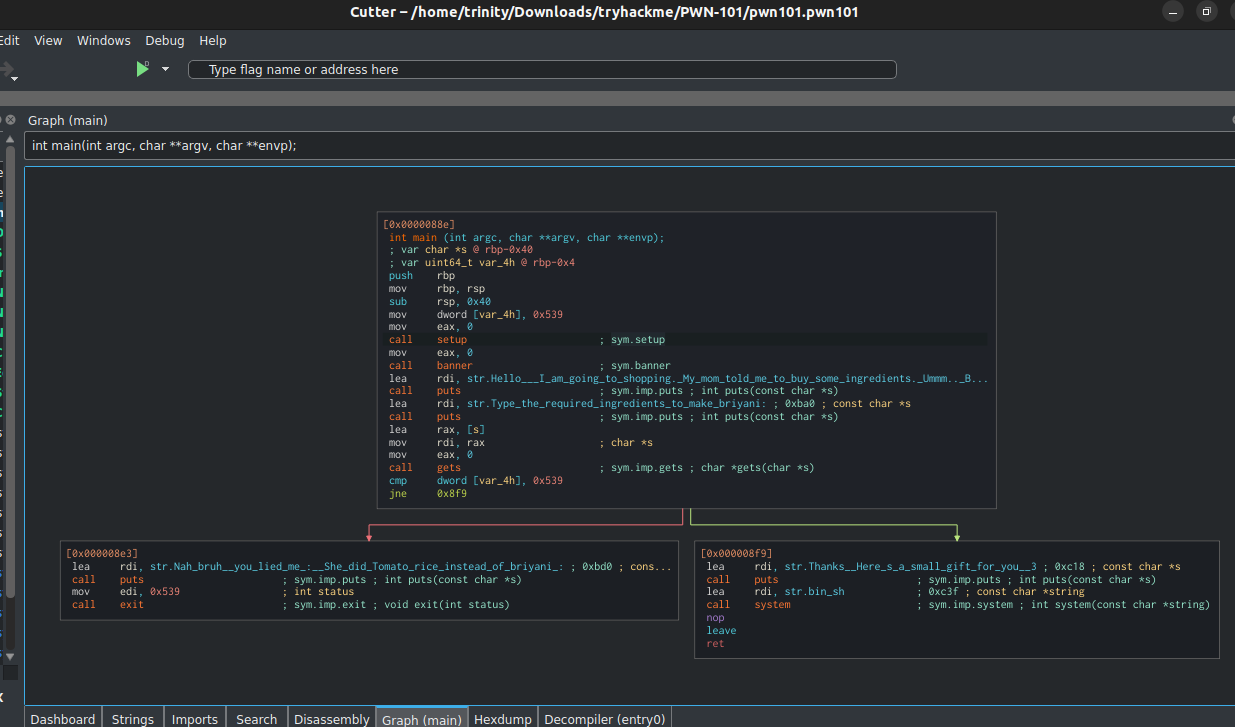 Cutter – /home/trinity/Downloads/tryhackme/PWN-101/pwn101.pwn101
Edit View Windows Debug Help
Type flag name or address here
Graph (main)
int main(int argc, char **argv, char **envp);
[0x0000088e]
int main (int argc, char **argv, char **envp);
; var char *s @ rbp-0x40
; var uint64_t var_4h @ rbp-0x4
push rbp
mov rbp, rsp
sub rsp, 0x40
mov dword [var_4h], 0x539
mov eax, 0
call setup ; sym.setup
mov eax, 0
call banner ; sym.banner
lea rdi, str.Hello___I_am_going_to_shopping._My_mom_told_me_to_buy_some_ingredients._Ummm.._B...
call puts ; sym.imp.puts ; int puts(const char *s)
lea rdi, str.Type_the_required_ingredients_to_make_briyani: ; 0xba0 ; const char *s
call puts ; sym.imp.puts ; int puts(const char *s)
lea rax, [s]
mov rdi, rax ; char *s
mov eax, 0
call gets ; sym.imp.gets ; char *gets(char *s)
cmp dword [var_4h], 0x539
jne 0x8f9
[0x000008e3]
lea rdi, str.Nah_bruh__you_lied_me_:__She_did_Tomato_rice_instead_of_briyani_: ; 0xbd0 ; cons...
call puts ; sym.imp.puts ; int puts(const char *s)
mov edi, 0x539 ; int status
call exit ; sym.imp.exit ; void exit(int status)
[0x000008f9]
lea rdi, str.Thanks__Here_s_a_small_gift_for_you__3 ; 0xc18 ; const char *s
call puts ; sym.imp.puts ; int puts(const char *s)
lea rdi, str.bin_sh ; 0xc3f ; const char *string
call system ; sym.imp.system ; int system(const char *string)
nop
leave
ret
Dashboard Strings Imports Search Disassembly Graph (main) Hexdump Decompiler (entry0)